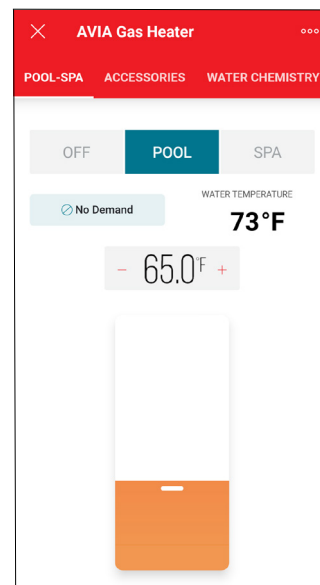 AVIA Gas Heater
POOL-SPA ACCESSORIES WATER CHEMISTRY
OFF POOL SPA
No Demand
WATER TEMPERATURE
73°F
- 65.0°F +